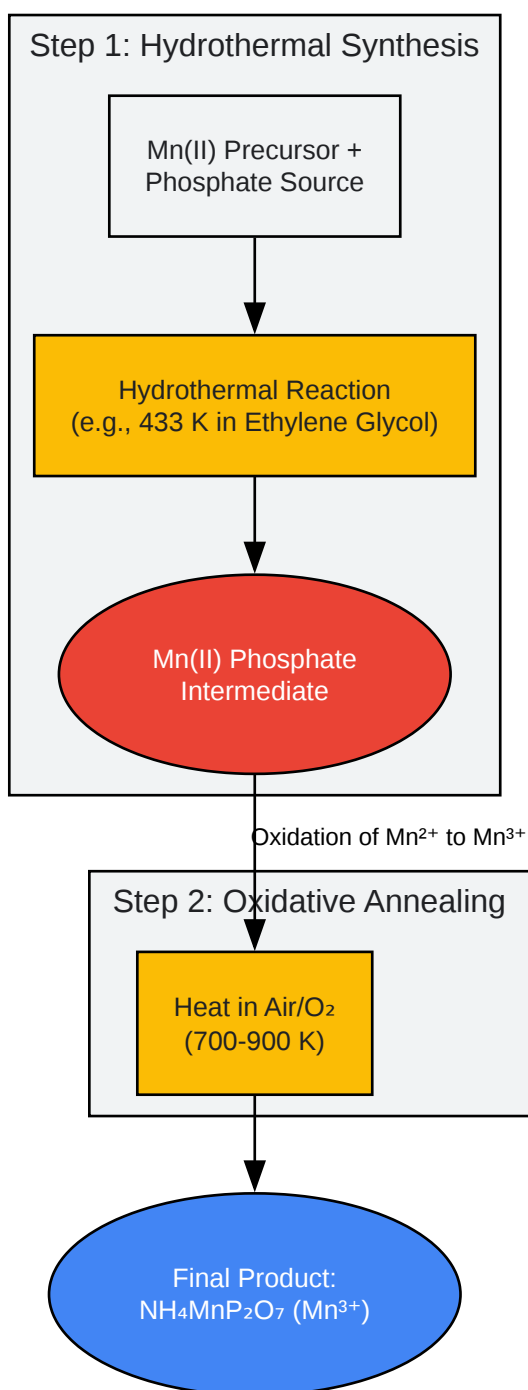 Step 1: Hydrothermal Synthesis
Mn(II) Precursor +
Phosphate Source
Hydrothermal Reaction
(e.g., 433 K in Ethylene Glycol)
Mn(II) Phosphate
Intermediate
Oxidation of Mn²⁺ to Mn³⁺
Step 2: Oxidative Annealing
Heat in Air/O₂
(700-900 K)
Final Product:
NH₄MnP₂O₇ (Mn³⁺)